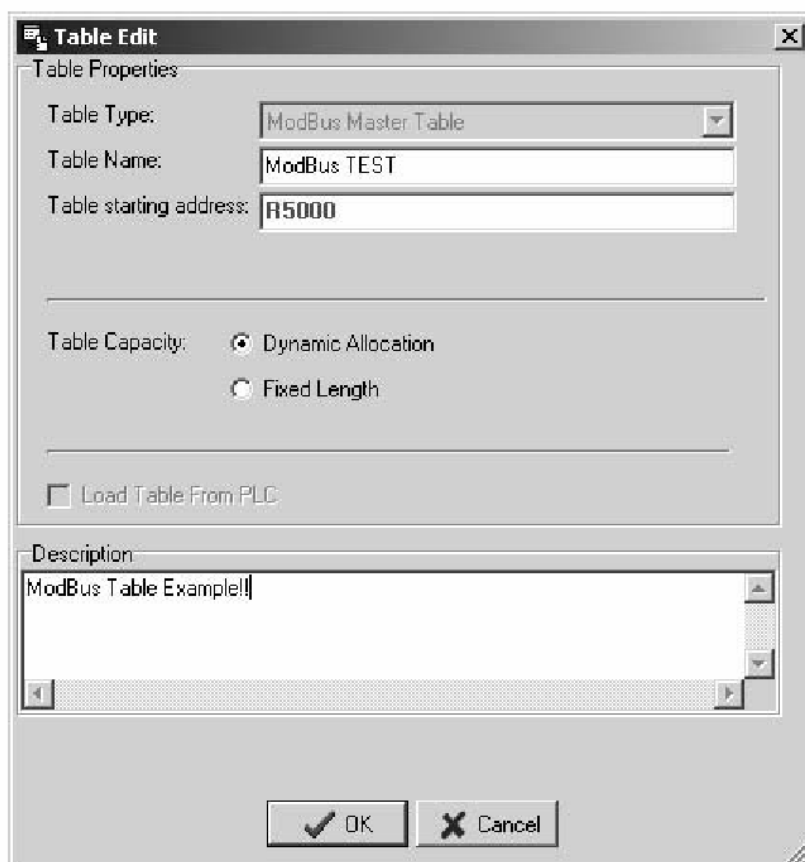 Table Edit
Table Properties
Table Type: ModBus Master Table
Table Name: ModBus TEST
Table starting address: R5000
Table Capacity: Dynamic Allocation
Fixed Length
Load Table From PLC
Description
ModBus Table Example!!
OK Cancel